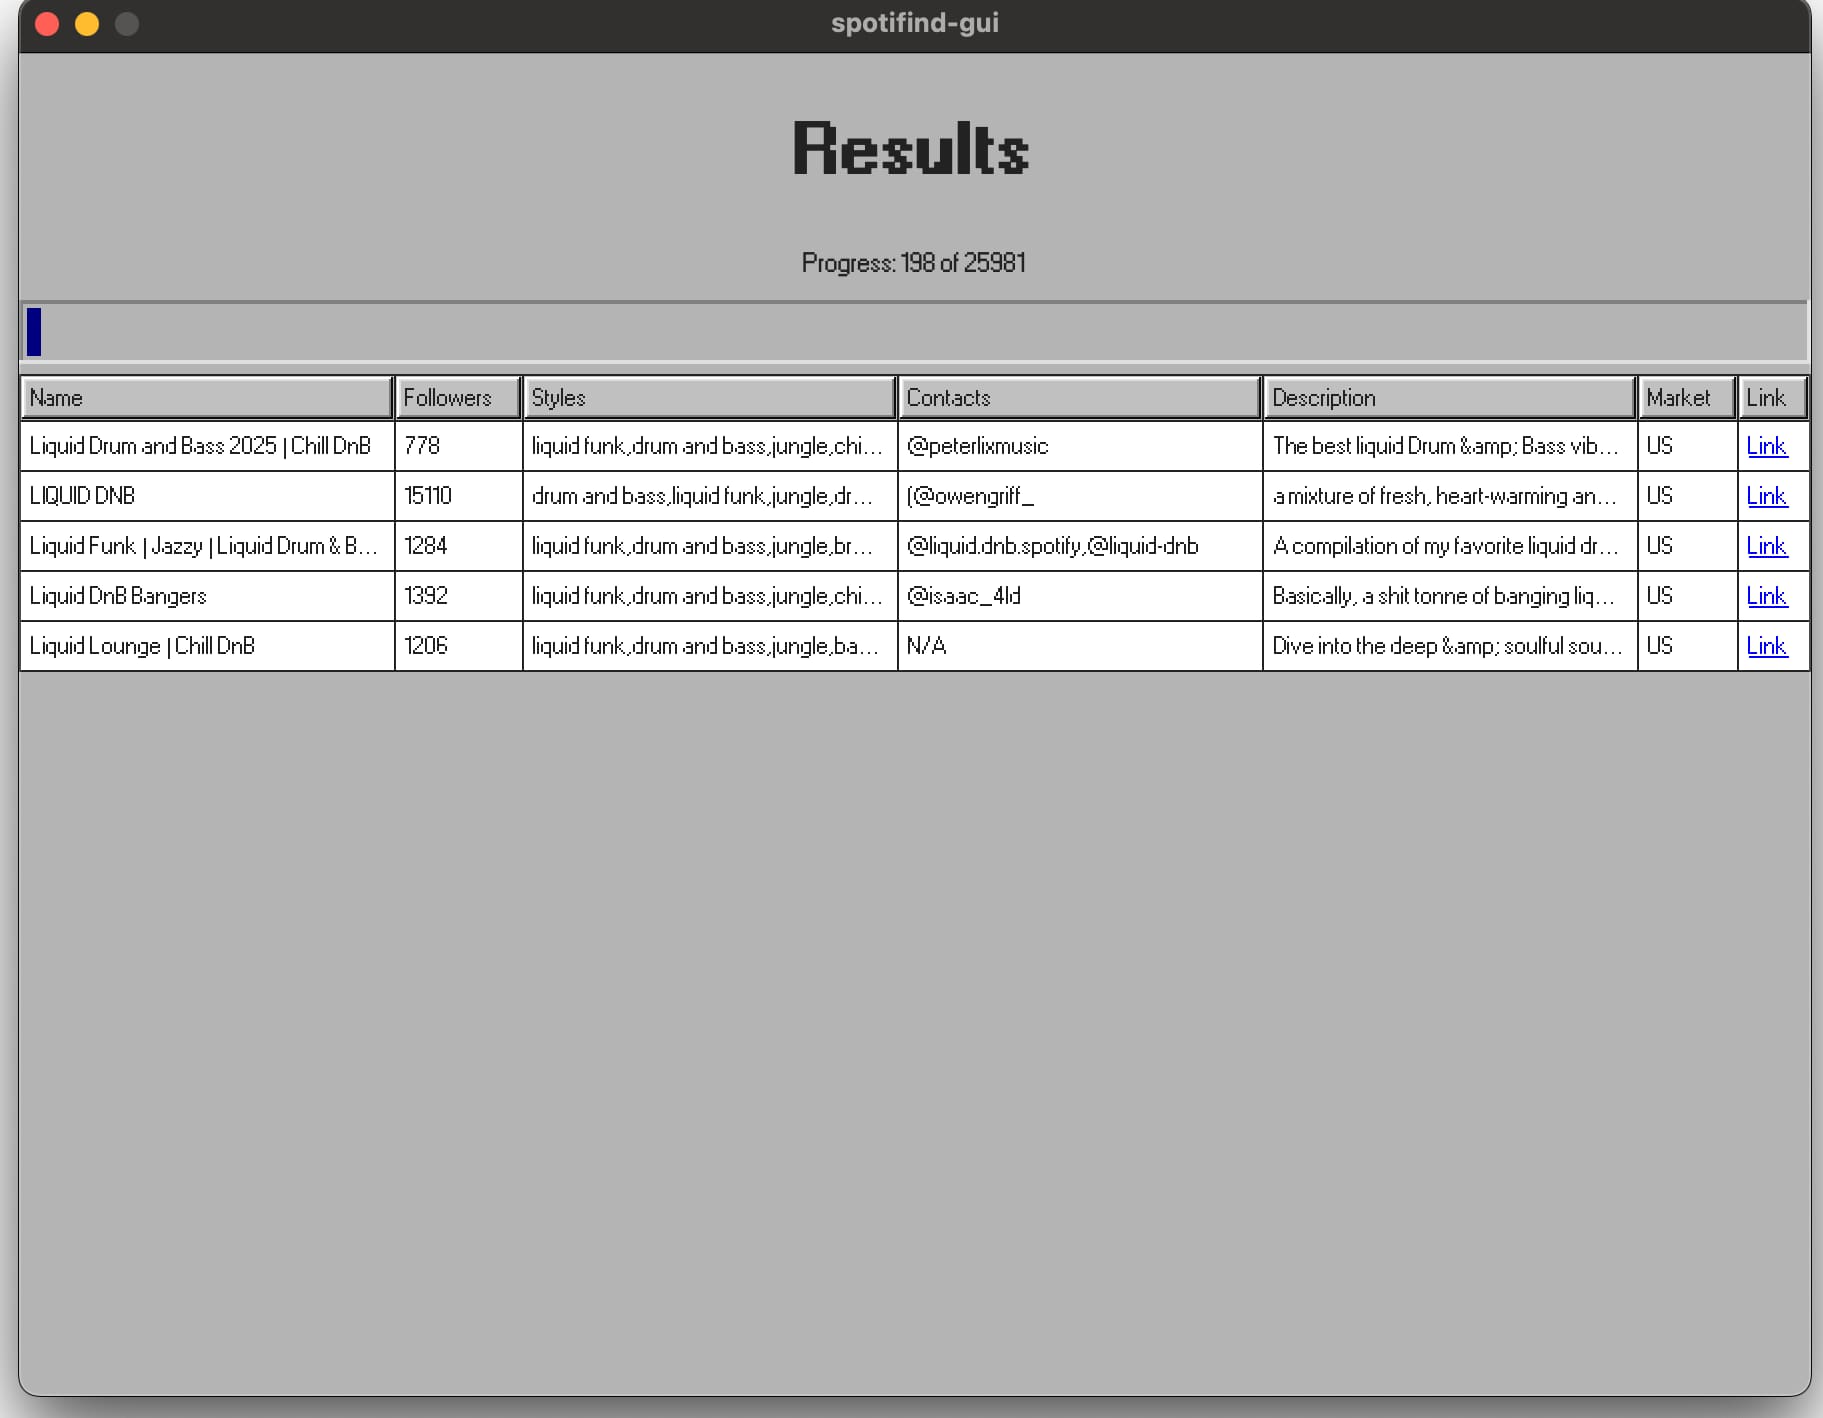 spotifind-gui
Results
Progress: 198 of 25981
Name Followers Styles Contacts Description Market Link
Liquid Drum and Bass 2025 | Chill DnB 778 liquid funk,drum and bass,jungle,chi... @peterlixmusic The best liquid Drum &amp; Bass vib... US Link
LIQUID DNB 15110 drum and bass,liquid funk,jungle,dr... (@owengriff_ a mixture of fresh, heart-warming an... US Link
Liquid Funk | Jazzy | Liquid Drum & B... 1284 liquid funk,drum and bass,jungle,br... @liquid.dnb.spotify,@liquid-dnb A compilation of my favorite liquid dr... US Link
Liquid DnB Bangers 1392 liquid funk,drum and bass,jungle,chi... @isaac_4ld Basically, a shit tonne of banging liq... US Link
Liquid Lounge | Chill DnB 1206 liquid funk,drum and bass,jungle,ba... N/A Dive into the deep &amp; soulful sou... US Link